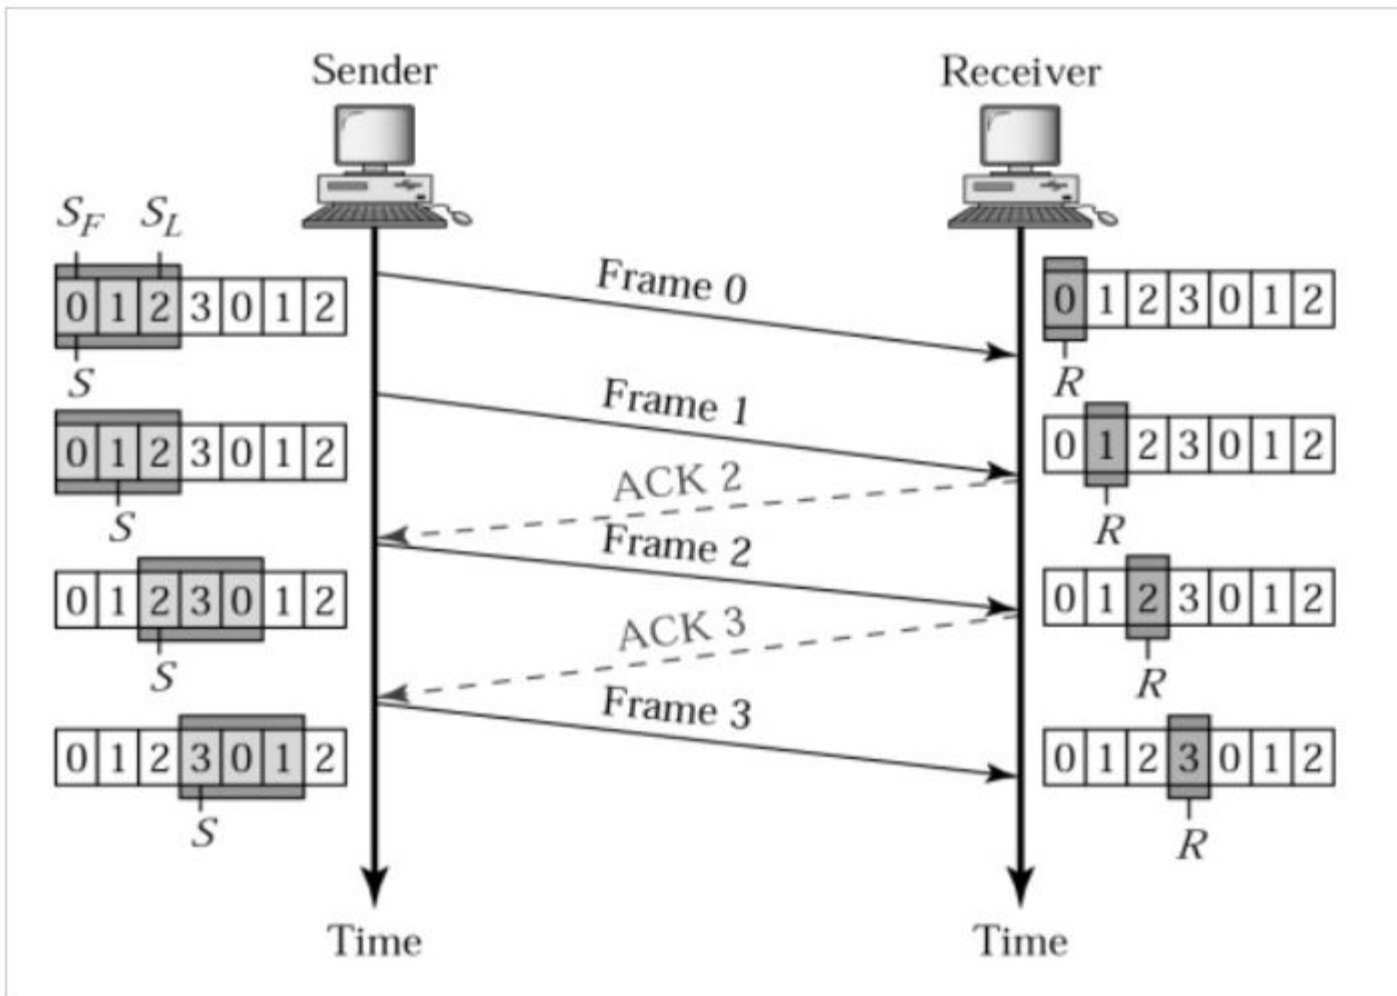 Sender Receiver
S_F S_L
Frame 0
0 1 2 3 0 1 2
0 1 2 3 0 1 2
S
R
Frame 1
0 1 2 3 0 1 2
0 1 2 3 0 1 2
ACK 2
S
R
Frame 2
0 1 2 3 0 1 2
0 1 2 3 0 1 2
ACK 3
S
R
Frame 3
0 1 2 3 0 1 2
0 1 2 3 0 1 2
S
R
Time Time